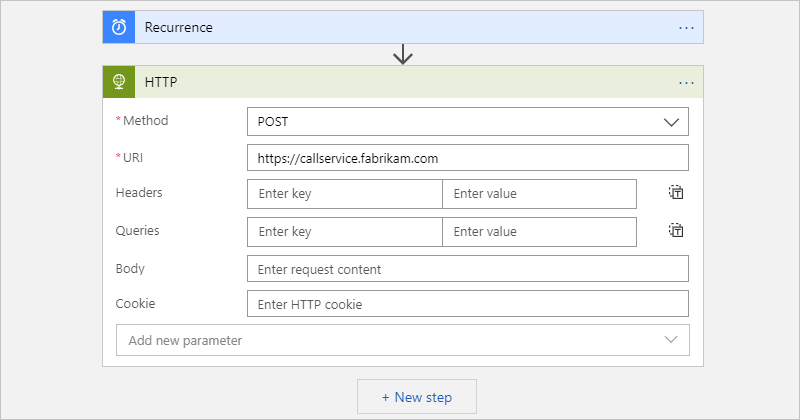 Recurrence
HTTP
* Method POST
* URI https://callservice.fabrikam.com
Headers Enter key Enter value
Queries Enter key Enter value
Body Enter request content
Cookie Enter HTTP cookie
Add new parameter
+ New step